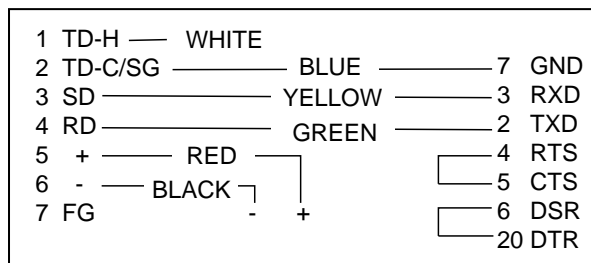 1 TD-H WHITE
2 TD-C/SG BLUE 7 GND
3 SD YELLOW 3 RXD
4 RD GREEN 2 TXD
5 + RED 4 RTS
6 - BLACK 5 CTS
7 FG - + 6 DSR
20 DTR